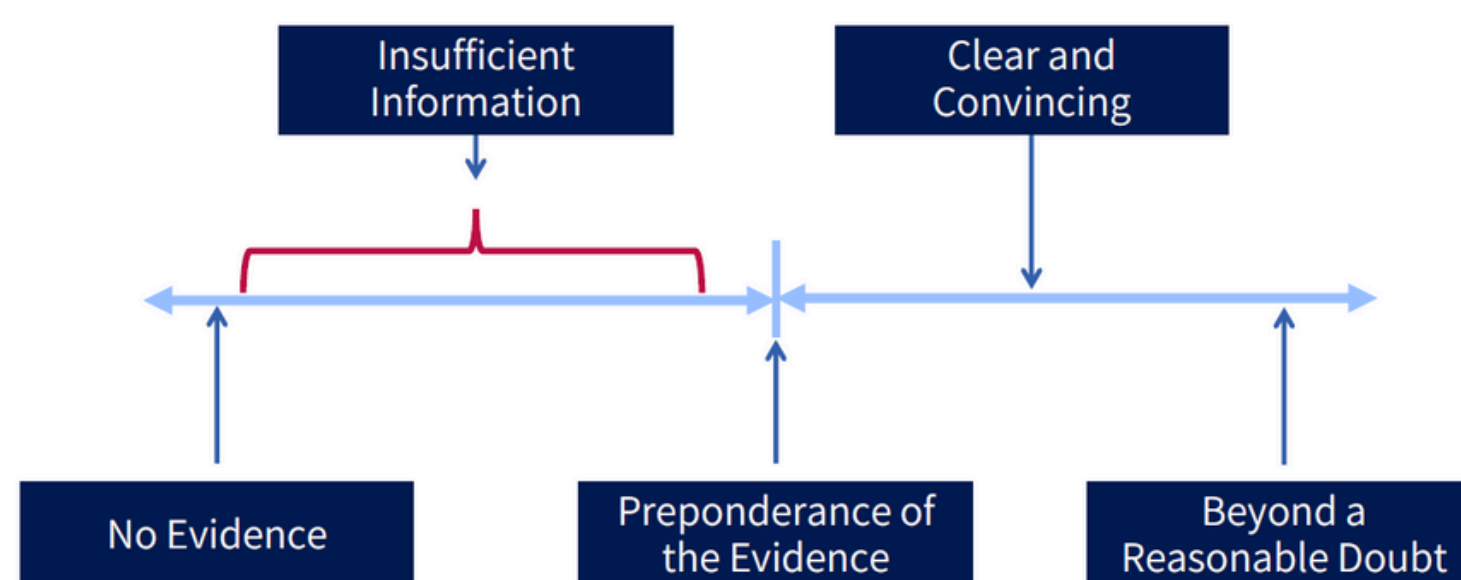 Insufficient
Information
Clear and
Convincing
No Evidence
Preponderance of
the Evidence
Beyond a
Reasonable Doubt